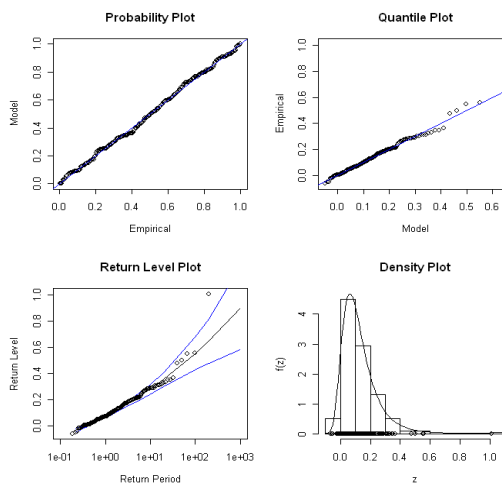 Probability Plot
Model
0.0 0.2 0.4 0.6 0.8 1.0
0.0 0.2 0.4 0.6 0.8 1.0
Empirical
Quantile Plot
Empirical
0.0 0.2 0.4 0.6 0.8 1.0
0.0 0.1 0.2 0.3 0.4 0.5 0.6
Model
Return Level Plot
Return Level
0.0 0.2 0.4 0.6 0.8 1.0
1e-01 1e+00 1e+01 1e+02 1e+03
Return Period
Density Plot
f(z)
0 1 2 3 4
0.0 0.2 0.4 0.6 0.8 1.0
z